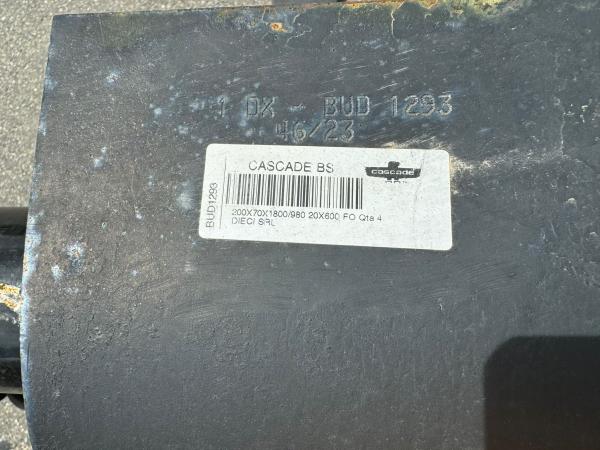 1 DX - BUD 1293
46/23
CASCADE BS
cascade
BUD1293
200X70X1800/980 20X600 FO Qta 4
DIECI SRL